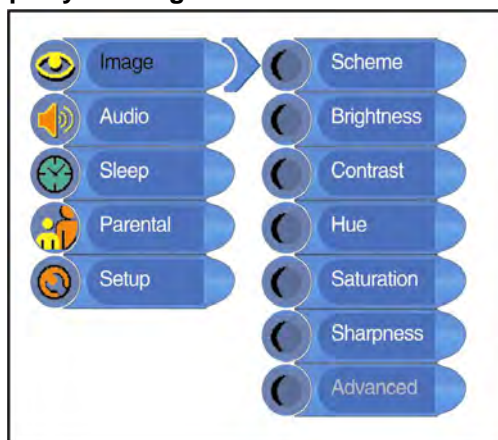 Image
Audio
Sleep
Parental
Setup
Scheme
Brightness
Contrast
Hue
Saturation
Sharpness
Advanced